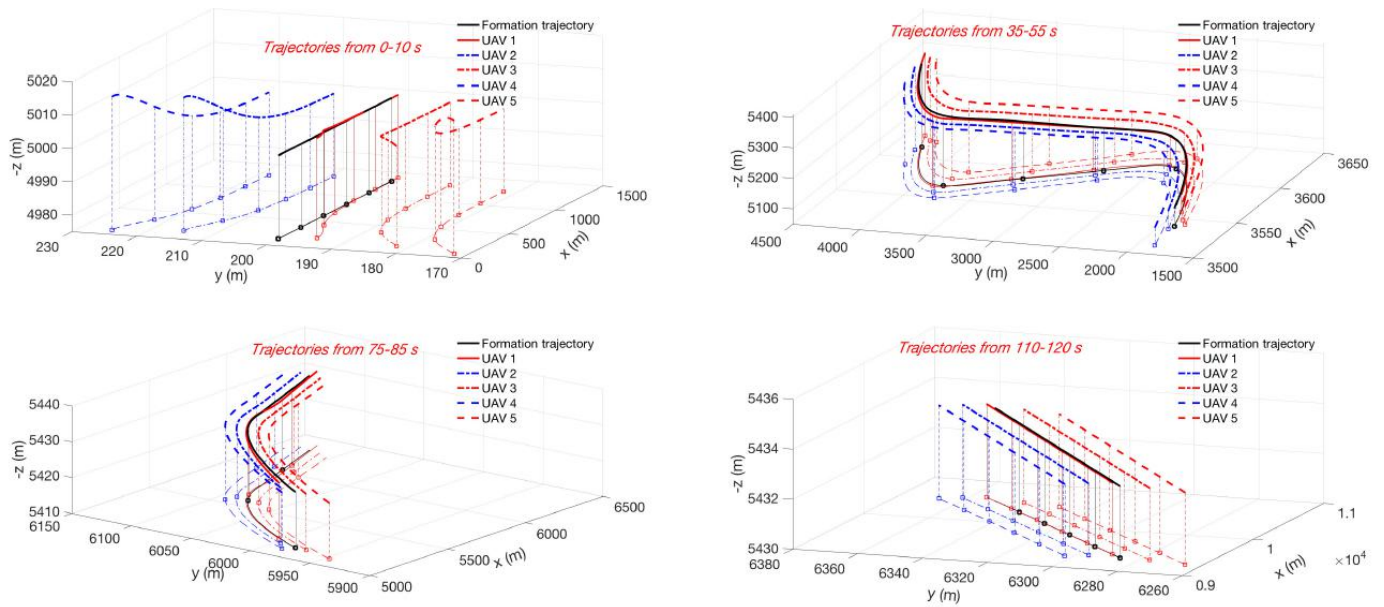 Trajectories from 0-10 s
Formation trajectory
UAV 1
UAV 2
UAV 3
UAV 4
UAV 5
5020
5010
5000
4990
4980
-z (m)
230
220
210
200
190
180
170
y (m)
0
500
1000
1500
x (m)
Trajectories from 35-55 s
Formation trajectory
UAV 1
UAV 2
UAV 3
UAV 4
UAV 5
5400
5300
5200
5100
-z (m)
4500
4000
3500
3000
2500
2000
1500
y (m)
3500
3550
3600
3650
x (m)
Trajectories from 75-85 s
Formation trajectory
UAV 1
UAV 2
UAV 3
UAV 4
UAV 5
5440
5430
5420
5410
-z (m)
6150
6100
6050
6000
5950
5900
y (m)
5000
5500
6000
6500
x (m)
Trajectories from 110-120 s
Formation trajectory
UAV 1
UAV 2
UAV 3
UAV 4
UAV 5
5436
5434
5432
5430
-z (m)
6380
6360
6340
6320
6300
6280
6260
y (m)
0.9
1
1.1
×10⁴
x (m)